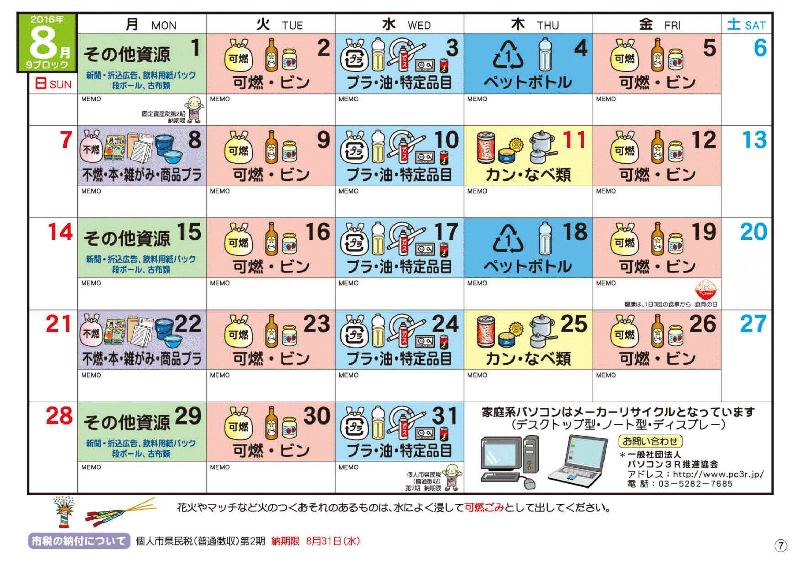 2016年
8月
9ブロック
月 MON
火 TUE
水 WED
木 THU
金 FRI
土 SAT
日 SUN
その他資源 1
新聞・折込広告、飲料用紙パック
段ボール、古布類
可燃
2
可燃・ビン
プラ
3
プラ・油・特定品目
1
4
ペットボトル
可燃
5
可燃・ビン
6
MEMO
固定資産税第2期
納期限
MEMO
MEMO
MEMO
MEMO
7
不燃
8
不燃・本・雑がみ・商品プラ
可燃
9
可燃・ビン
プラ
10
プラ・油・特定品目
11
カン・なべ類
可燃
12
可燃・ビン
13
MEMO
MEMO
MEMO
MEMO
MEMO
14
その他資源 15
新聞・折込広告、飲料用紙パック
段ボール、古布類
可燃
16
可燃・ビン
プラ
17
プラ・油・特定品目
1
18
ペットボトル
可燃
19
可燃・ビン
20
MEMO
MEMO
MEMO
MEMO
MEMO
健康は、1日3回の食事から 食育の日
21
不燃
22
不燃・本・雑がみ・商品プラ
可燃
23
可燃・ビン
プラ
24
プラ・油・特定品目
25
カン・なべ類
可燃
26
可燃・ビン
27
MEMO
MEMO
MEMO
MEMO
MEMO
28
その他資源 29
新聞・折込広告、飲料用紙パック
段ボール、古布類
可燃
30
可燃・ビン
プラ
31
プラ・油・特定品目
MEMO
MEMO
MEMO
個人市県民税
(普通徴収)
第2期 納期限
家庭系パソコンはメーカーリサイクルとなっています
(デスクトップ型・ノート型・ディスプレー)
お問い合わせ
＊一般社団法人
パソコン3R推進協会
アドレス：http://www.pc3r.jp/
電話：03-5282-7685
花火やマッチなど火のつくおそれのあるものは、水によく浸して可燃ごみとして出してください。
市税の納付について 個人市県民税(普通徴収)第2期 納期限 8月31日(水)
⑦